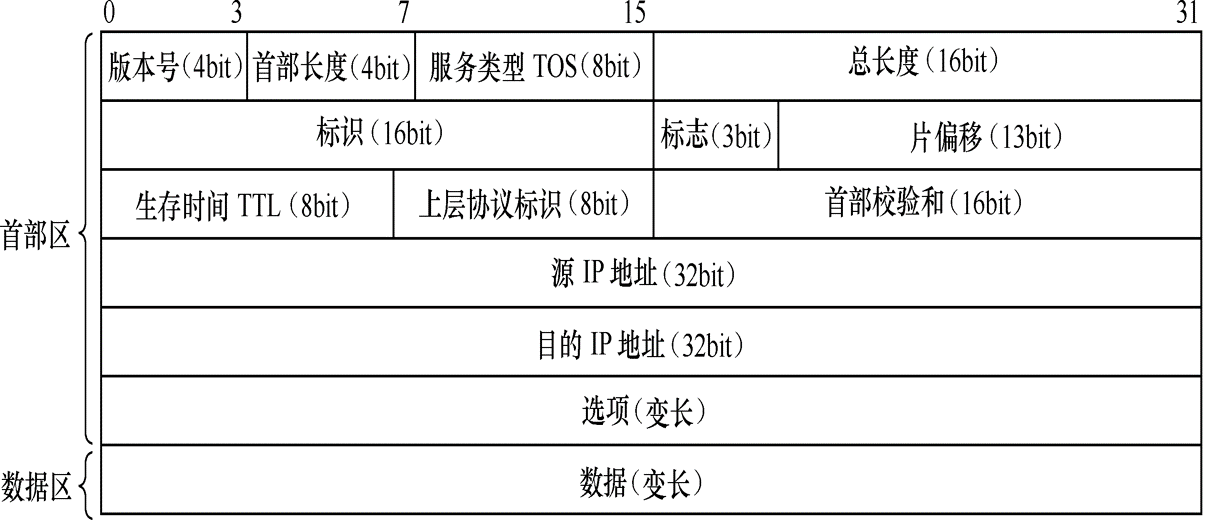 0 3 7 15 31
版本号(4bit) 首部长度(4bit) 服务类型 TOS(8bit) 总长度(16bit)
标识(16bit) 标志(3bit) 片偏移(13bit)
生存时间 TTL(8bit) 上层协议标识(8bit) 首部校验和(16bit)
首部区
源 IP 地址(32bit)
目的 IP 地址(32bit)
选项(变长)
数据区 数据(变长)